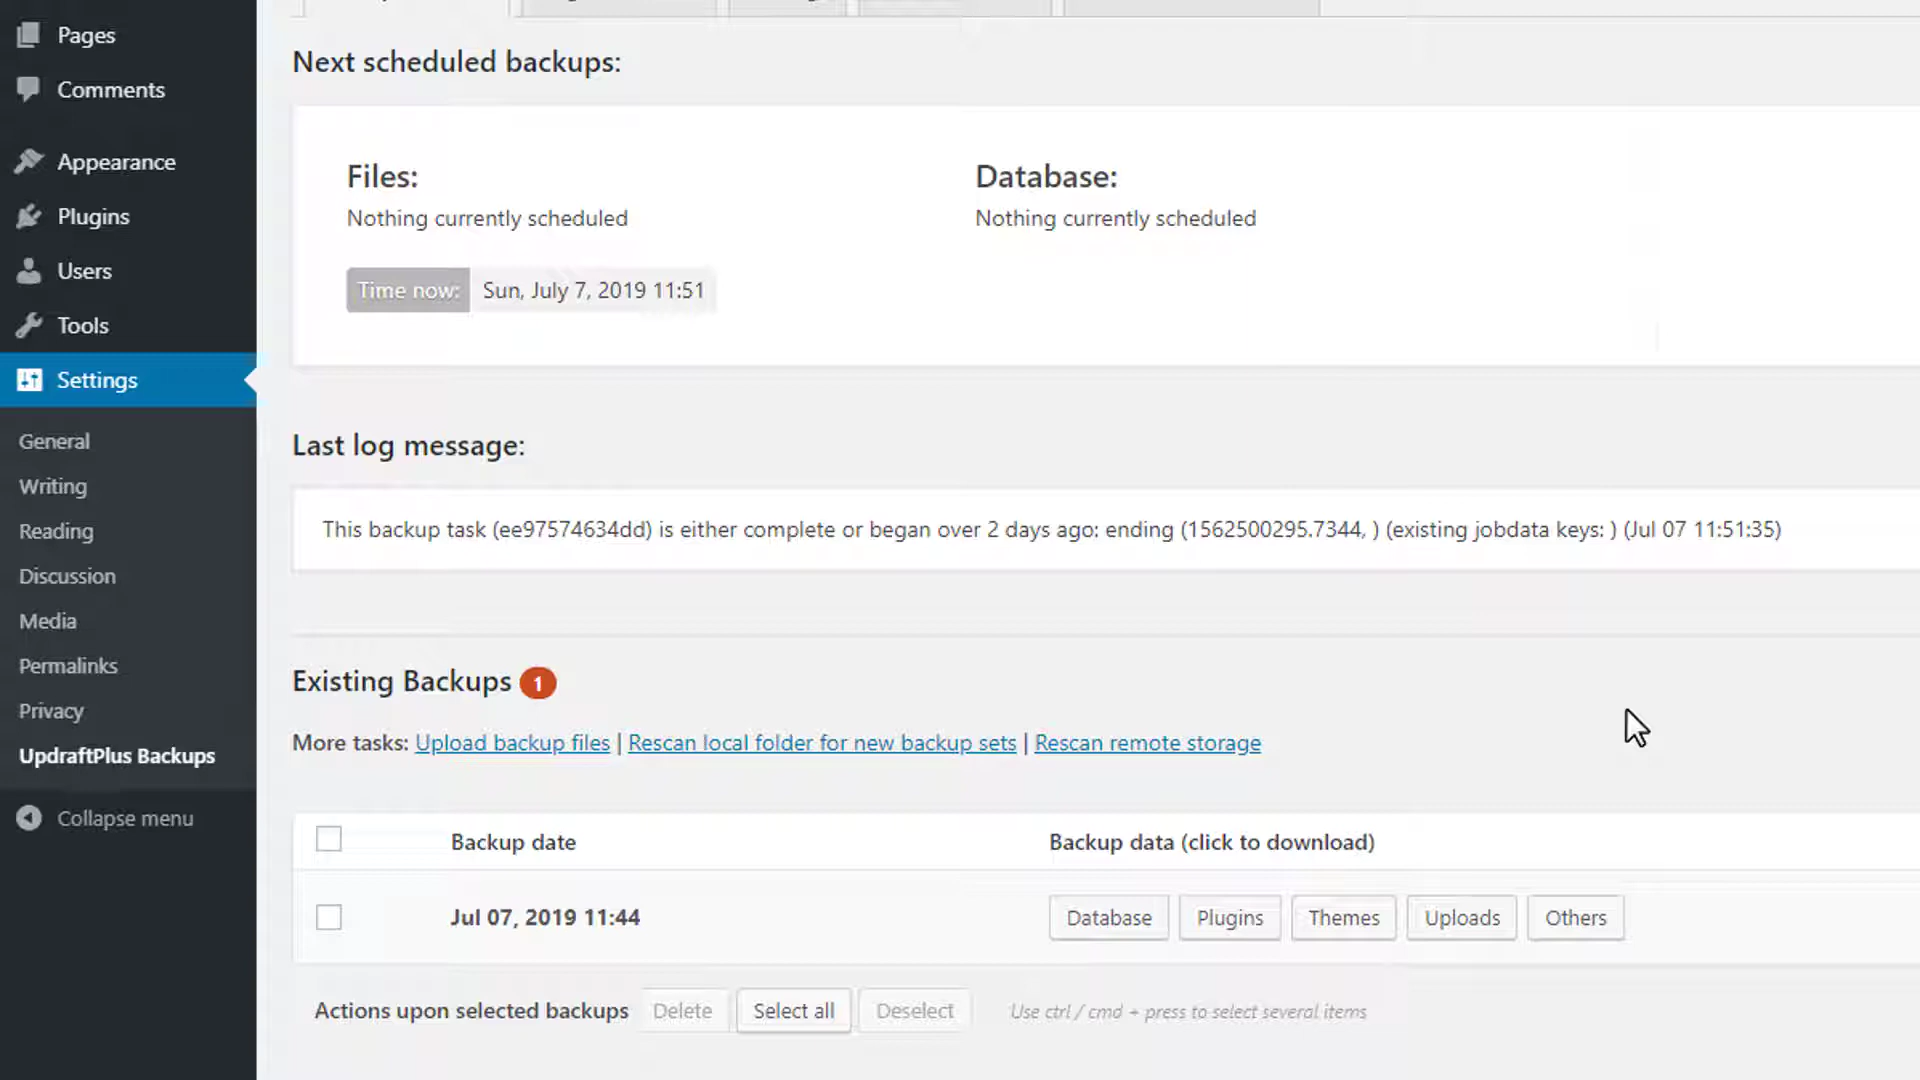 Pages
Comments
Appearance
Plugins
Users
Tools
Settings
General
Writing
Reading
Discussion
Media
Permalinks
Privacy
UpdraftPlus Backups
Collapse menu
Next scheduled backups:
Files:
Nothing currently scheduled
Database:
Nothing currently scheduled
Time now: Sun, July 7, 2019 11:51
Last log message:
This backup task (ee97574634dd) is either complete or began over 2 days ago: ending (1562500295.7344, ) (existing jobdata keys: ) (Jul 07 11:51:35)
Existing Backups 1
More tasks: Upload backup files | Rescan local folder for new backup sets | Rescan remote storage
Backup date Backup data (click to download)
Jul 07, 2019 11:44 Database Plugins Themes Uploads Others
Actions upon selected backups Delete Select all Deselect Use ctrl / cmd + press to select several items